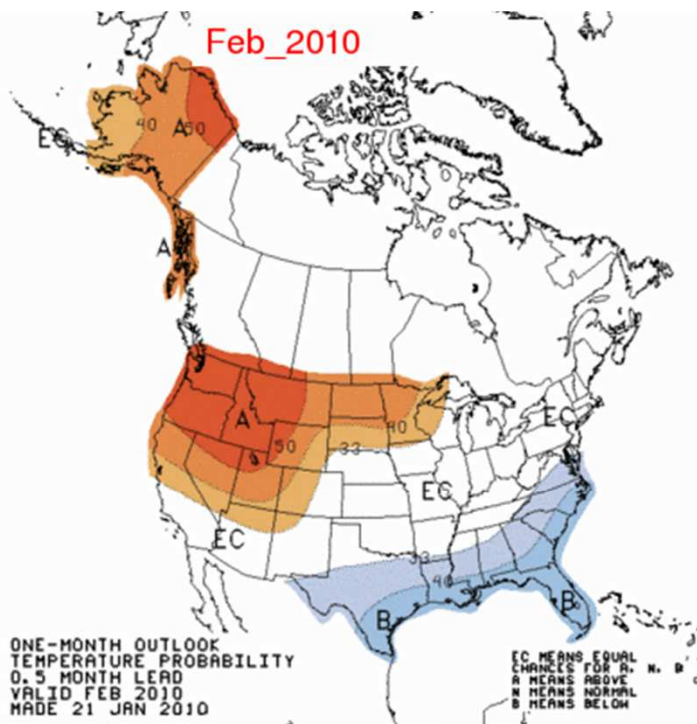 Feb_2010
40
A
50
EC
A
A
50
40
33
EC
EC
EC
33
40
B
B
ONE-MONTH OUTLOOK
TEMPERATURE PROBABILITY
0.5 MONTH LEAD
VALID FEB 2010
MADE 21 JAN 2010
EC MEANS EQUAL
CHANCES FOR A, N, B
A MEANS ABOVE
N MEANS NORMAL
B MEANS BELOW